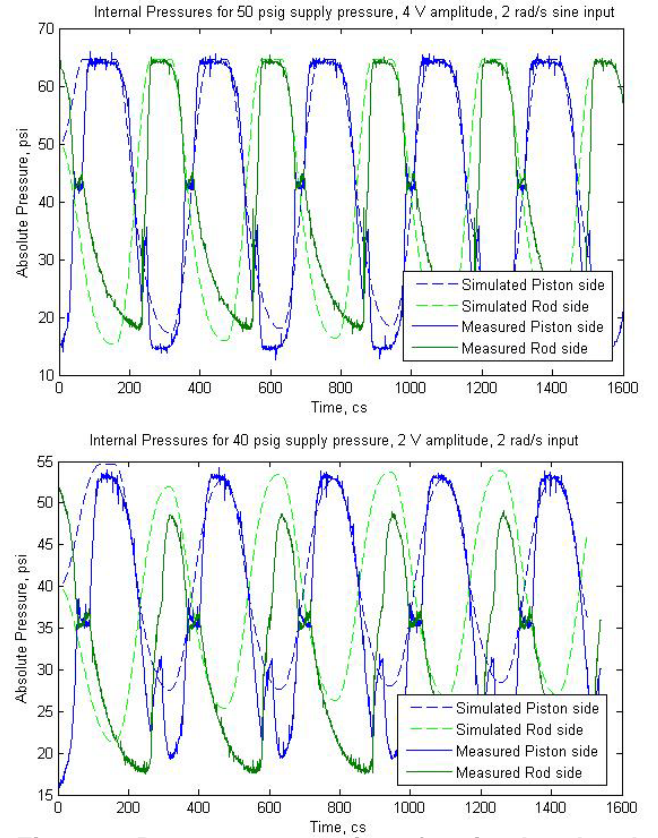 Internal Pressures for 50 psig supply pressure, 4 V amplitude, 2 rad/s sine input
70
60
50
40
30
20
10
Absolute Pressure, psi
0 200 400 600 800 1000 1200 1400 1600
Time, cs
Simulated Piston side
Simulated Rod side
Measured Piston side
Measured Rod side
Internal Pressures for 40 psig supply pressure, 2 V amplitude, 2 rad/s input
55
50
45
40
35
30
25
20
15
Absolute Pressure, psi
0 200 400 600 800 1000 1200 1400 1600
Time, cs
Simulated Piston side
Simulated Rod side
Measured Piston side
Measured Rod side